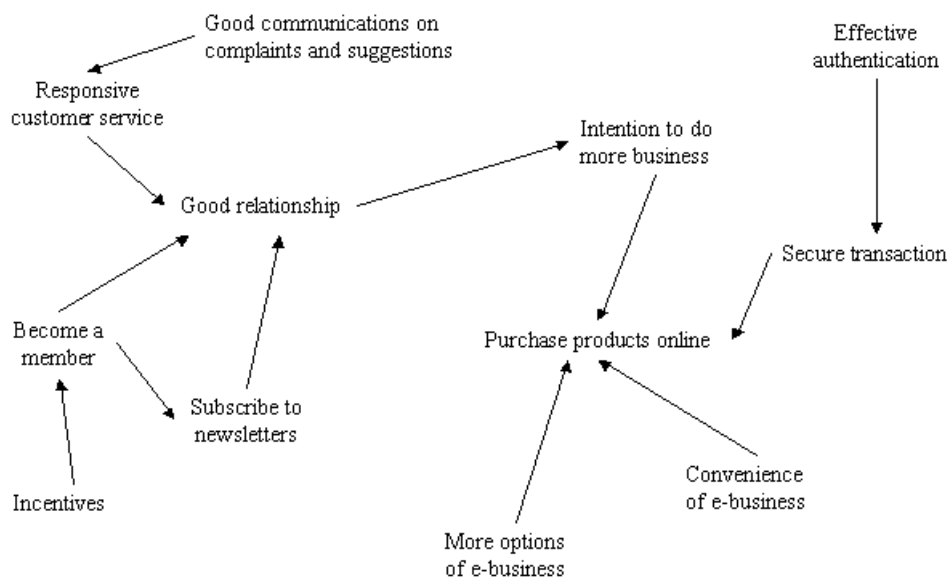 Good communications on
complaints and suggestions
Effective
authentication
Responsive
customer service
Intention to do
more business
Good relationship
Secure transaction
Become a
member
Purchase products online
Subscribe to
newsletters
Incentives
Convenience
of e-business
More options
of e-business